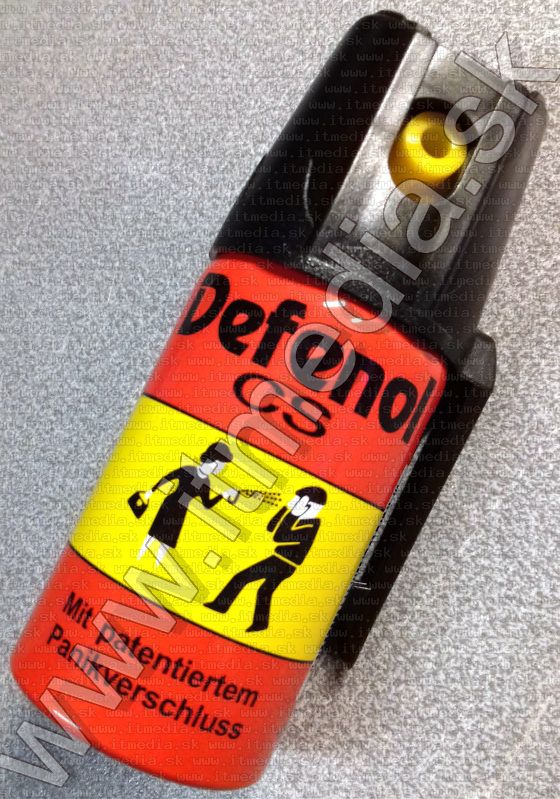 Defenol
CS
Mit patentiertem
Panikverschluss
www.itmedia.sk